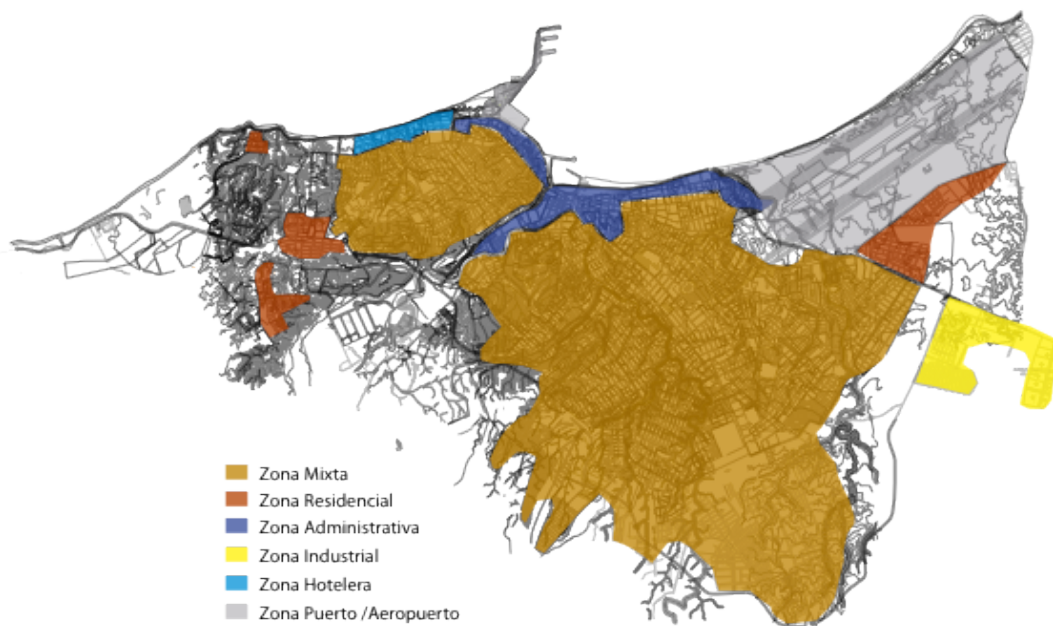 Zona Mixta
Zona Residencial
Zona Administrativa
Zona Industrial
Zona Hotelera
Zona Puerto /Aeropuerto